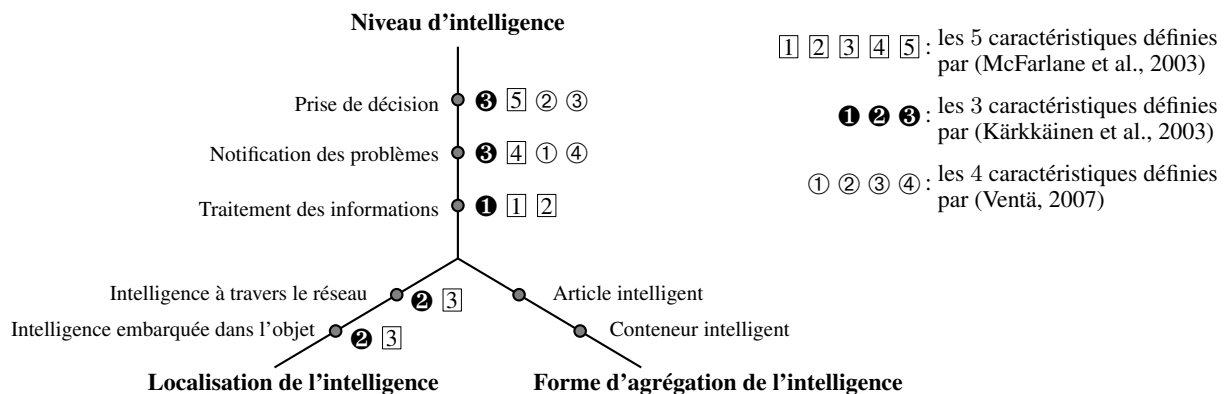 Niveau d'intelligence
Prise de décision ❸ 5 ② ③
Notification des problèmes ❸ 4 ① ④
Traitement des informations ❶ 1 2
Intelligence à travers le réseau ❷ 3
Intelligence embarquée dans l'objet ❷ 3
Localisation de l'intelligence
Article intelligent
Conteneur intelligent
Forme d'agrégation de l'intelligence
1 2 3 4 5 : les 5 caractéristiques définies
par (McFarlane et al., 2003)
❶ ❷ ❸ : les 3 caractéristiques définies
par (Kärkkäinen et al., 2003)
① ② ③ ④ : les 4 caractéristiques définies
par (Ventä, 2007)